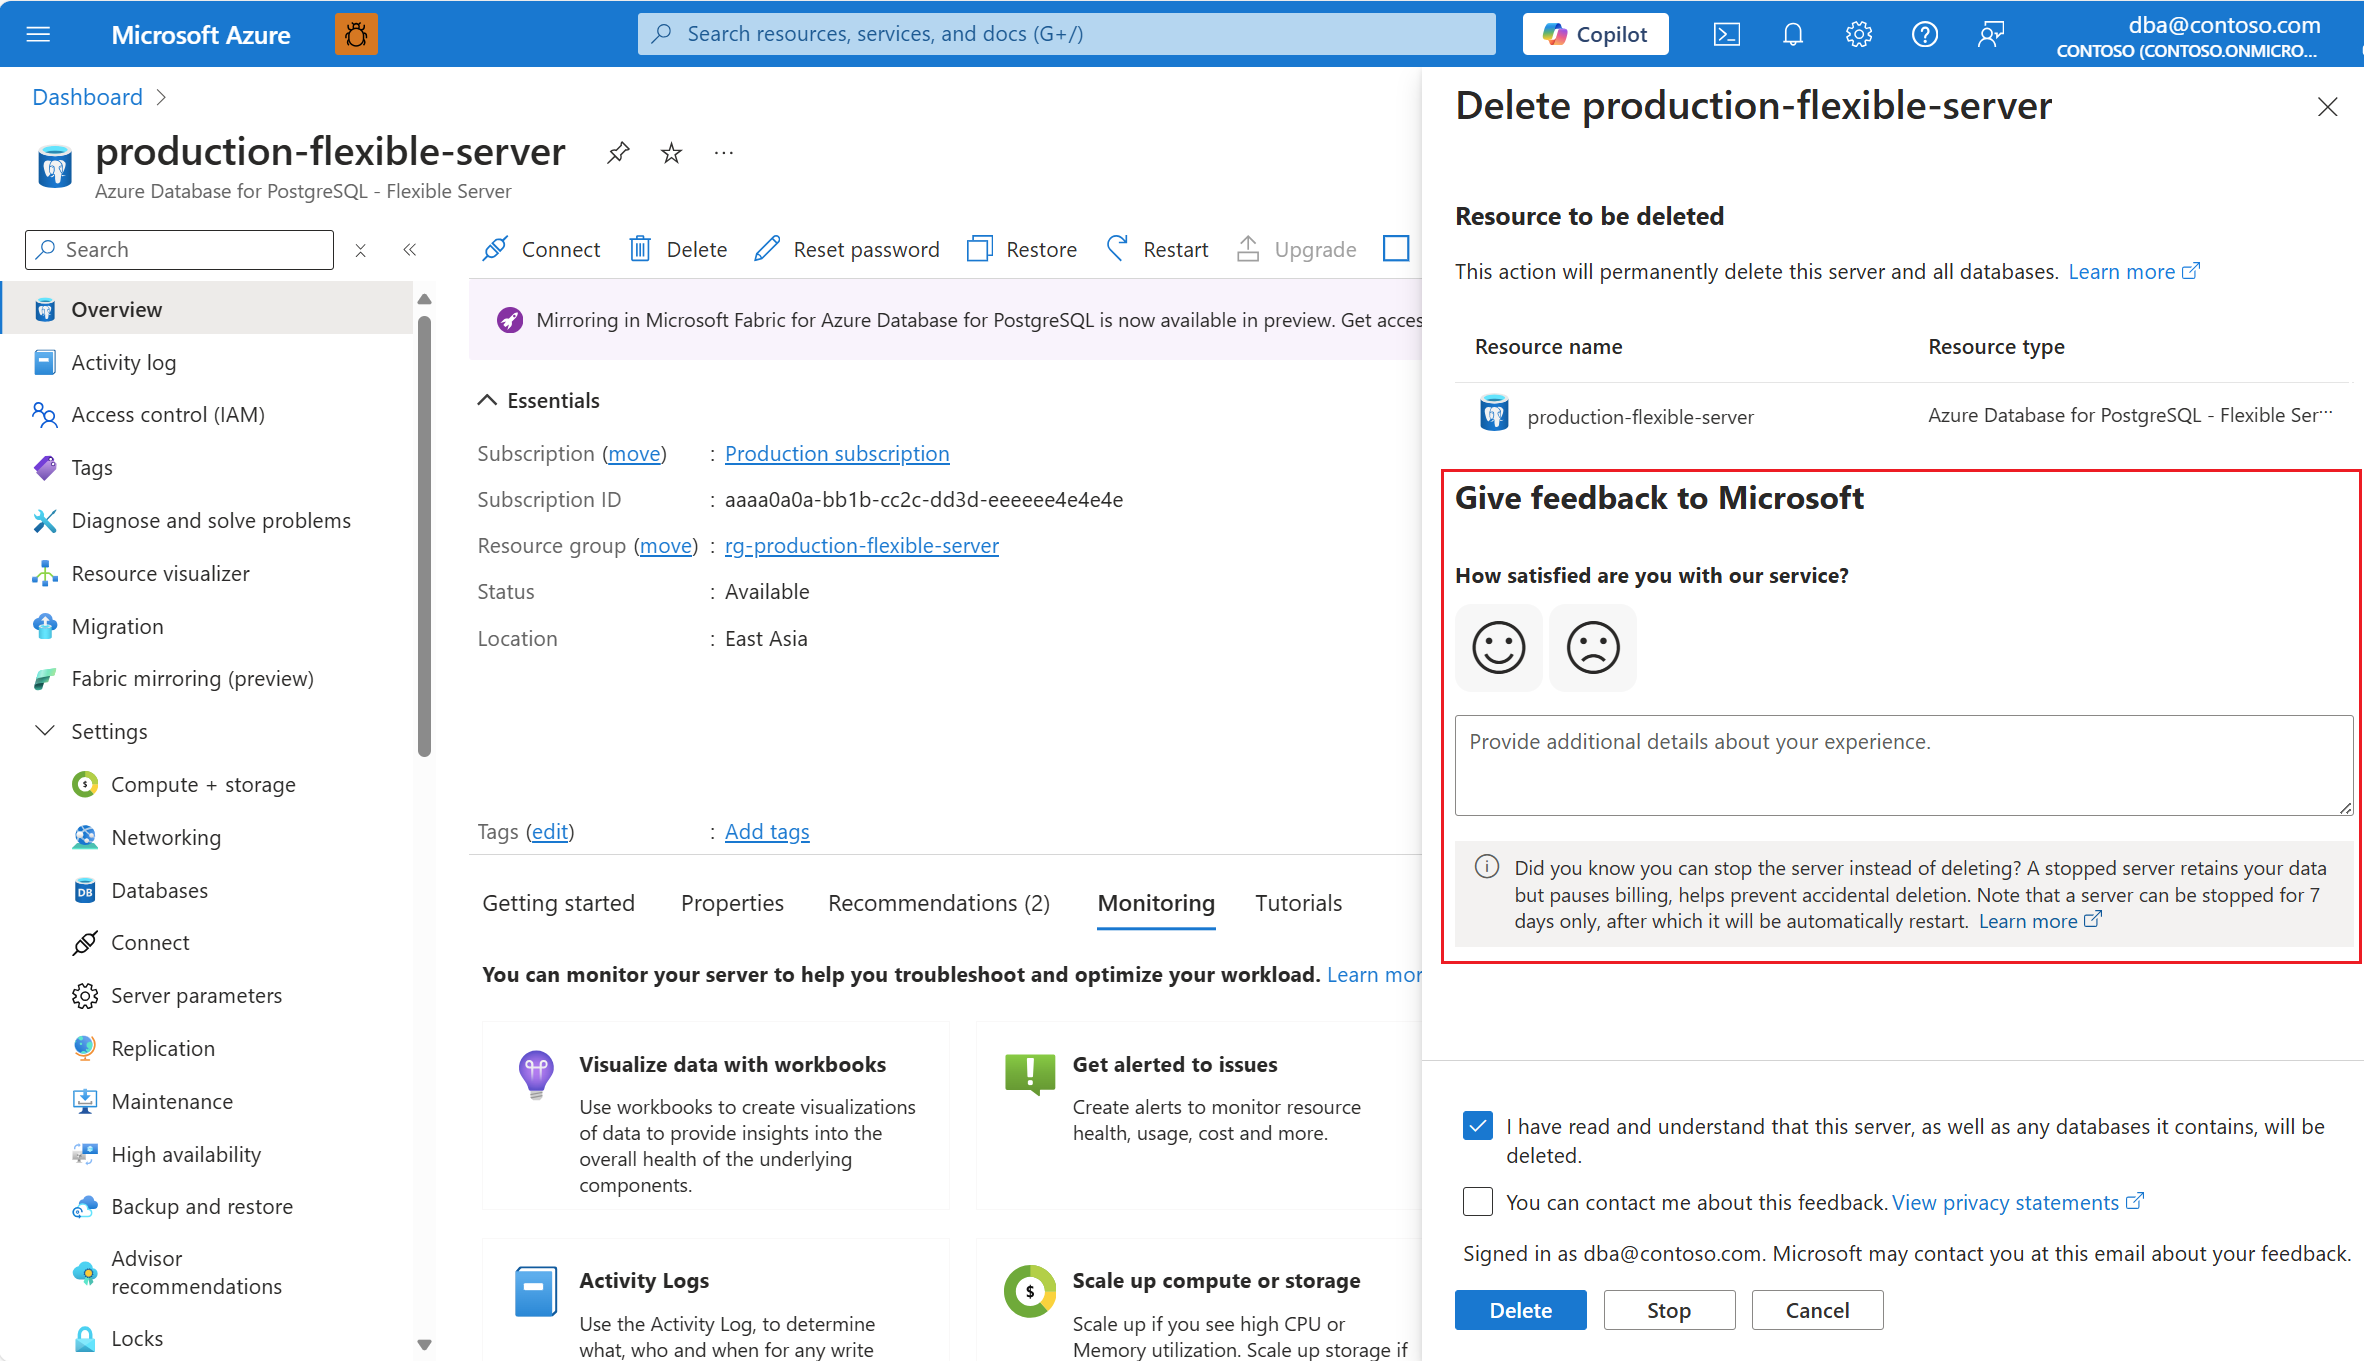 Microsoft Azure
Search resources, services, and docs (G+/)
Copilot
dba@contoso.com
CONTOSO (CONTOSO.ONMICRO...
Dashboard
production-flexible-server
...
Azure Database for PostgreSQL - Flexible Server
Search
Overview
Activity log
Access control (IAM)
Tags
Diagnose and solve problems
Resource visualizer
Migration
Fabric mirroring (preview)
Settings
Compute + storage
Networking
Databases
Connect
Server parameters
Replication
Maintenance
High availability
Backup and restore
Advisor
recommendations
Locks
Connect
Delete
Reset password
Restore
Restart
Upgrade
Mirroring in Microsoft Fabric for Azure Database for PostgreSQL is now available in preview. Get acces
Essentials
Subscription (move) : Production subscription
Subscription ID : aaaa0a0a-bb1b-cc2c-dd3d-eeeeee4e4e4e
Resource group (move) : rg-production-flexible-server
Status : Available
Location : East Asia
Tags (edit) : Add tags
Getting started
Properties
Recommendations (2)
Monitoring
Tutorials
You can monitor your server to help you troubleshoot and optimize your workload. Learn mor
Visualize data with workbooks
Use workbooks to create visualizations
of data to provide insights into the
overall health of the underlying
components.
Get alerted to issues
Create alerts to monitor resource
health, usage, cost and more.
Activity Logs
Use the Activity Log, to determine
what, who and when for any write
Scale up compute or storage
Scale up if you see high CPU or
Memory utilization. Scale up storage if
Delete production-flexible-server
Resource to be deleted
This action will permanently delete this server and all databases. Learn more
Resource name
Resource type
production-flexible-server
Azure Database for PostgreSQL - Flexible Ser...
Give feedback to Microsoft
How satisfied are you with our service?
Provide additional details about your experience.
Did you know you can stop the server instead of deleting? A stopped server retains your data
but pauses billing, helps prevent accidental deletion. Note that a server can be stopped for 7
days only, after which it will be automatically restart. Learn more
I have read and understand that this server, as well as any databases it contains, will be
deleted.
You can contact me about this feedback. View privacy statements
Signed in as dba@contoso.com. Microsoft may contact you at this email about your feedback.
Delete
Stop
Cancel